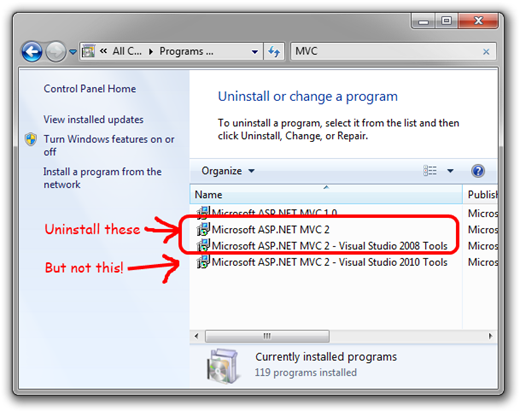 « All C... ▸ Programs ...
MVC
Control Panel Home
Uninstall or change a program
View installed updates
To uninstall a program, select it from the list and then
click Uninstall, Change, or Repair.
Turn Windows features on or
off
Install a program from the
network
Organize
Name
Publish
Microsoft ASP.NET MVC 1.0
Micros
Uninstall these
Microsoft ASP.NET MVC 2
Micros
Microsoft ASP.NET MVC 2 - Visual Studio 2008 Tools
Micros
But not this!
Microsoft ASP.NET MVC 2 - Visual Studio 2010 Tools
Micros
Currently installed programs
119 programs installed